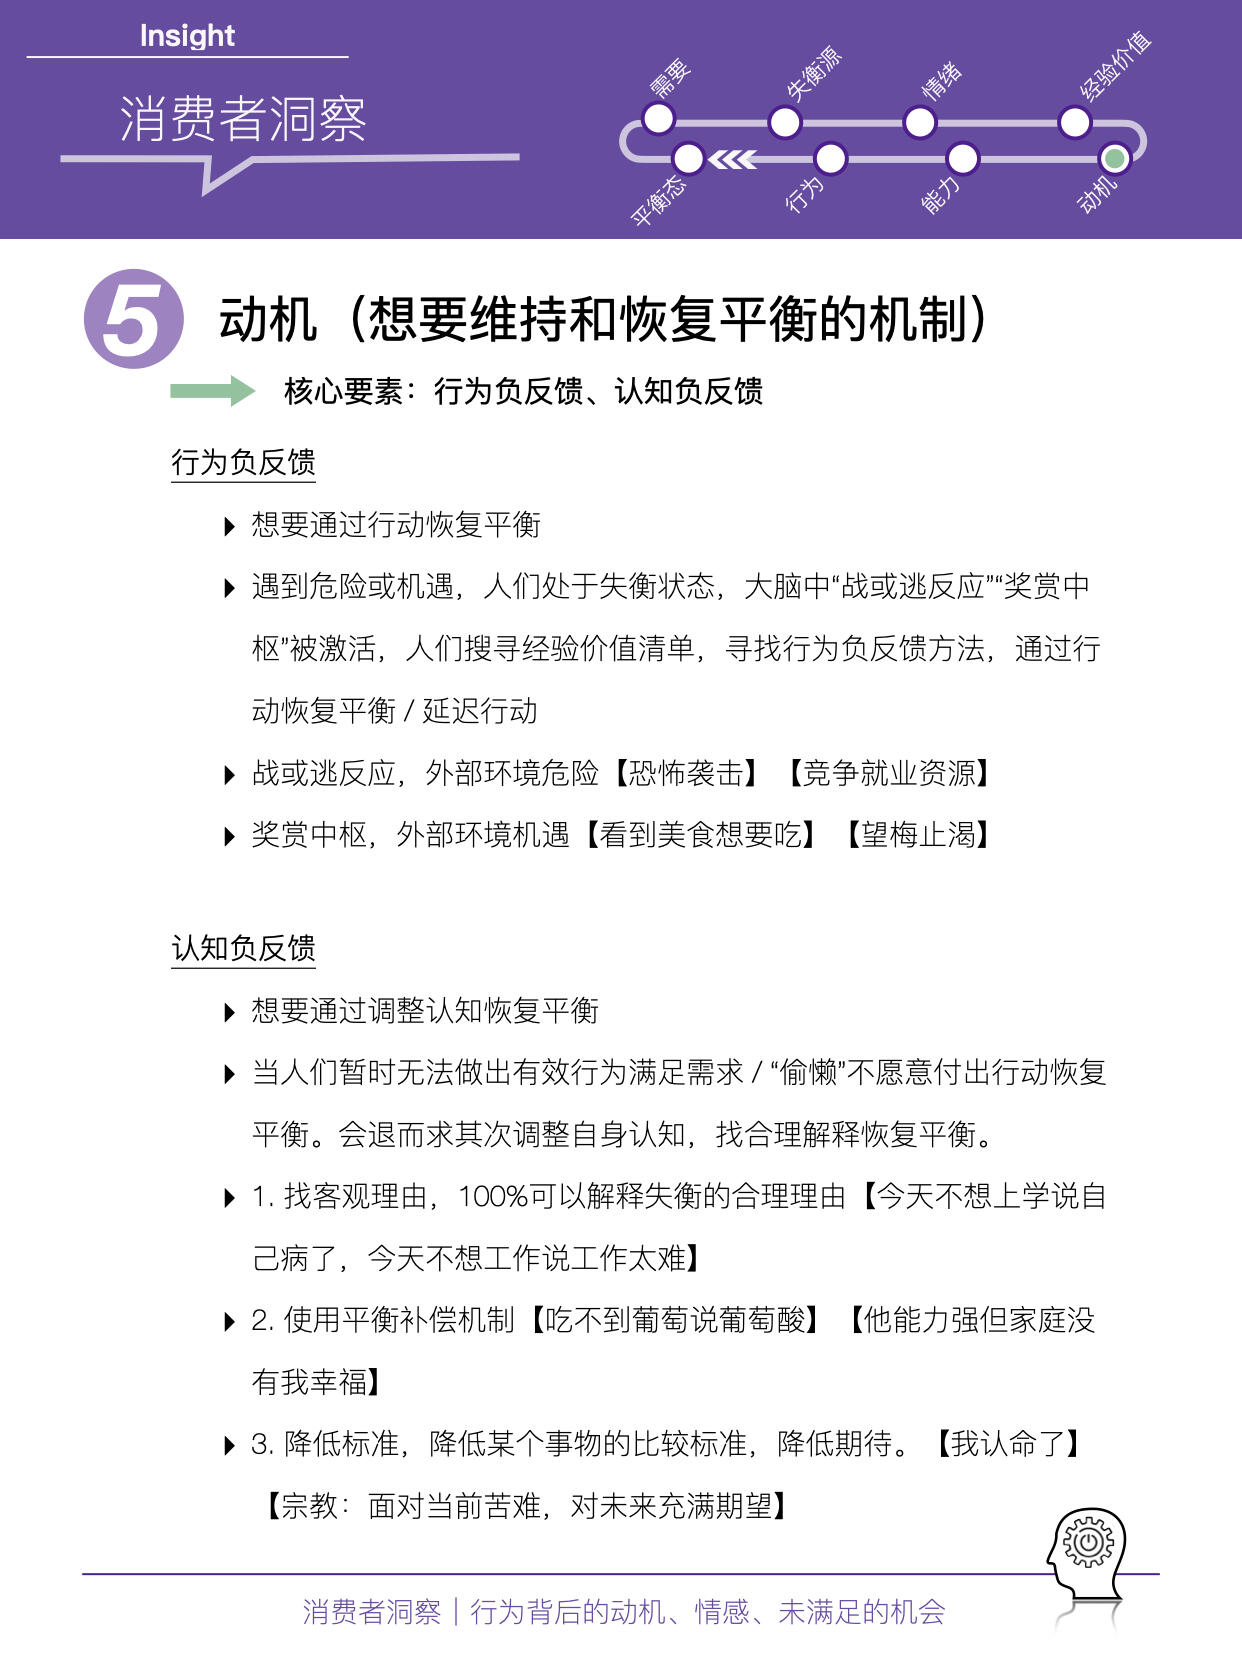 Insight
消费者洞察
需要
失衡源
情绪
经验价值
平衡态
行为
能力
动机
5
动机（想要维持和恢复平衡的机制）
核心要素：行为负反馈、认知负反馈
行为负反馈
想要通过行动恢复平衡
遇到危险或机遇，人们处于失衡状态，大脑中“战或逃反应”“奖赏中
枢”被激活，人们搜寻经验价值清单，寻找行为负反馈方法，通过行
动恢复平衡 / 延迟行动
战或逃反应，外部环境危险【恐怖袭击】【竞争就业资源】
奖赏中枢，外部环境机遇【看到美食想要吃】【望梅止渴】
认知负反馈
想要通过调整认知恢复平衡
当人们暂时无法做出有效行为满足需求 / “偷懒”不愿意付出行动恢复
平衡。会退而求其次调整自身认知，找合理解释恢复平衡。
1. 找客观理由，100%可以解释失衡的合理理由【今天不想上学说自
己病了，今天不想工作说工作太难】
2. 使用平衡补偿机制【吃不到葡萄说葡萄酸】【他能力强但家庭没
有我幸福】
3. 降低标准，降低某个事物的比较标准，降低期待。【我认命了】
【宗教：面对当前苦难，对未来充满期望】
消费者洞察｜行为背后的动机、情感、未满足的机会